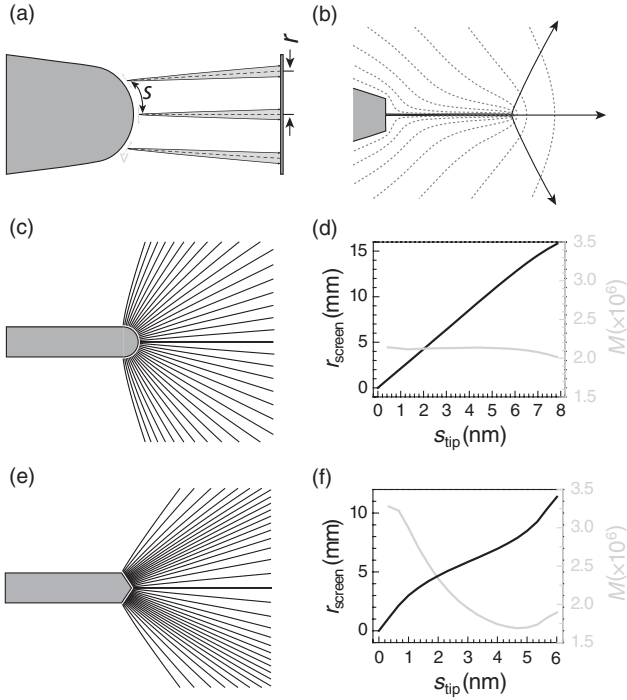 (a)
s
r
(b)
(c)
(d)
15
10
5
0
r_screen (mm)
3.5
3.0
2.5
2.0
1.5
M(×10⁶)
0 1 2 3 4 5 6 7 8
s_tip (nm)
(e)
(f)
10
5
0
r_screen (mm)
3.5
3.0
2.5
2.0
1.5
M(×10⁶)
0 1 2 3 4 5 6
s_tip (nm)